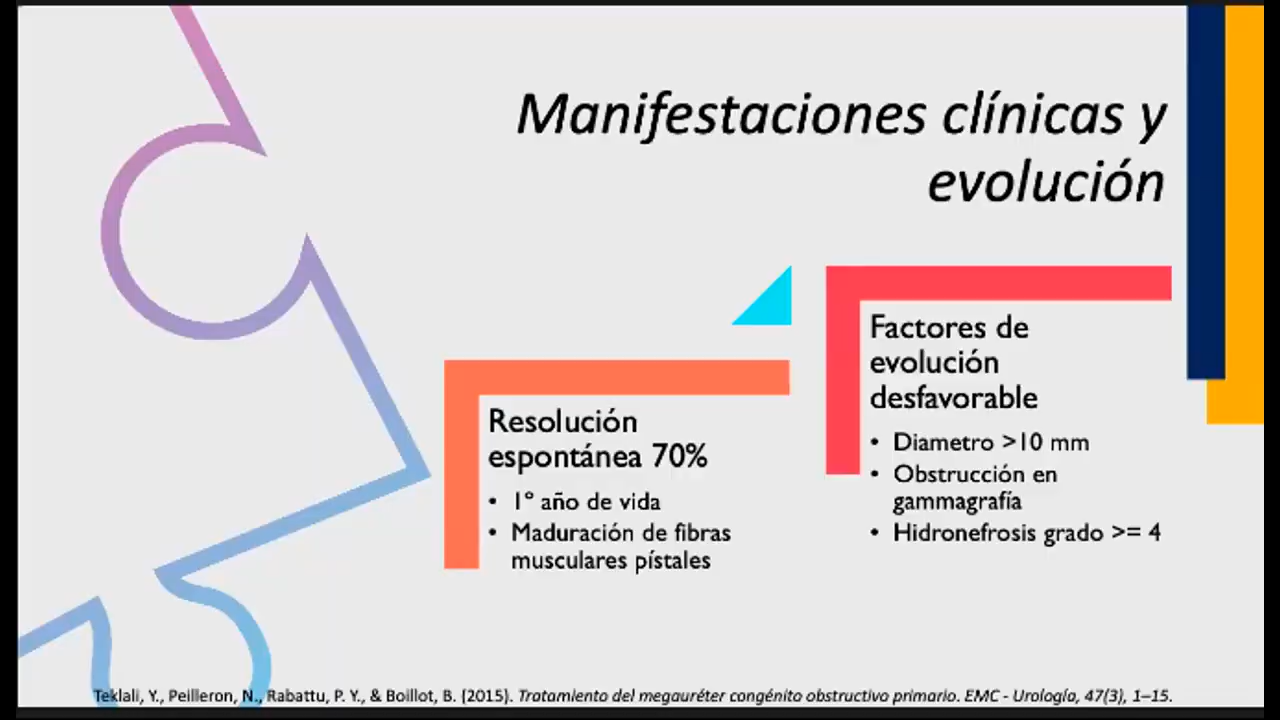 Manifestaciones clínicas y
evolución
Resolución
espontánea 70%
• 1º año de vida
• Maduración de fibras
musculares pístales
Factores de
evolución
desfavorable
• Diametro >10 mm
• Obstrucción en
gammagrafía
• Hidronefrosis grado >= 4
Teklali, Y., Peilleron, N., Rabattu, P. Y., & Boillot, B. (2015). Tratamiento del megauréter congénito obstructivo primario. EMC - Urología, 47(3), 1–15.